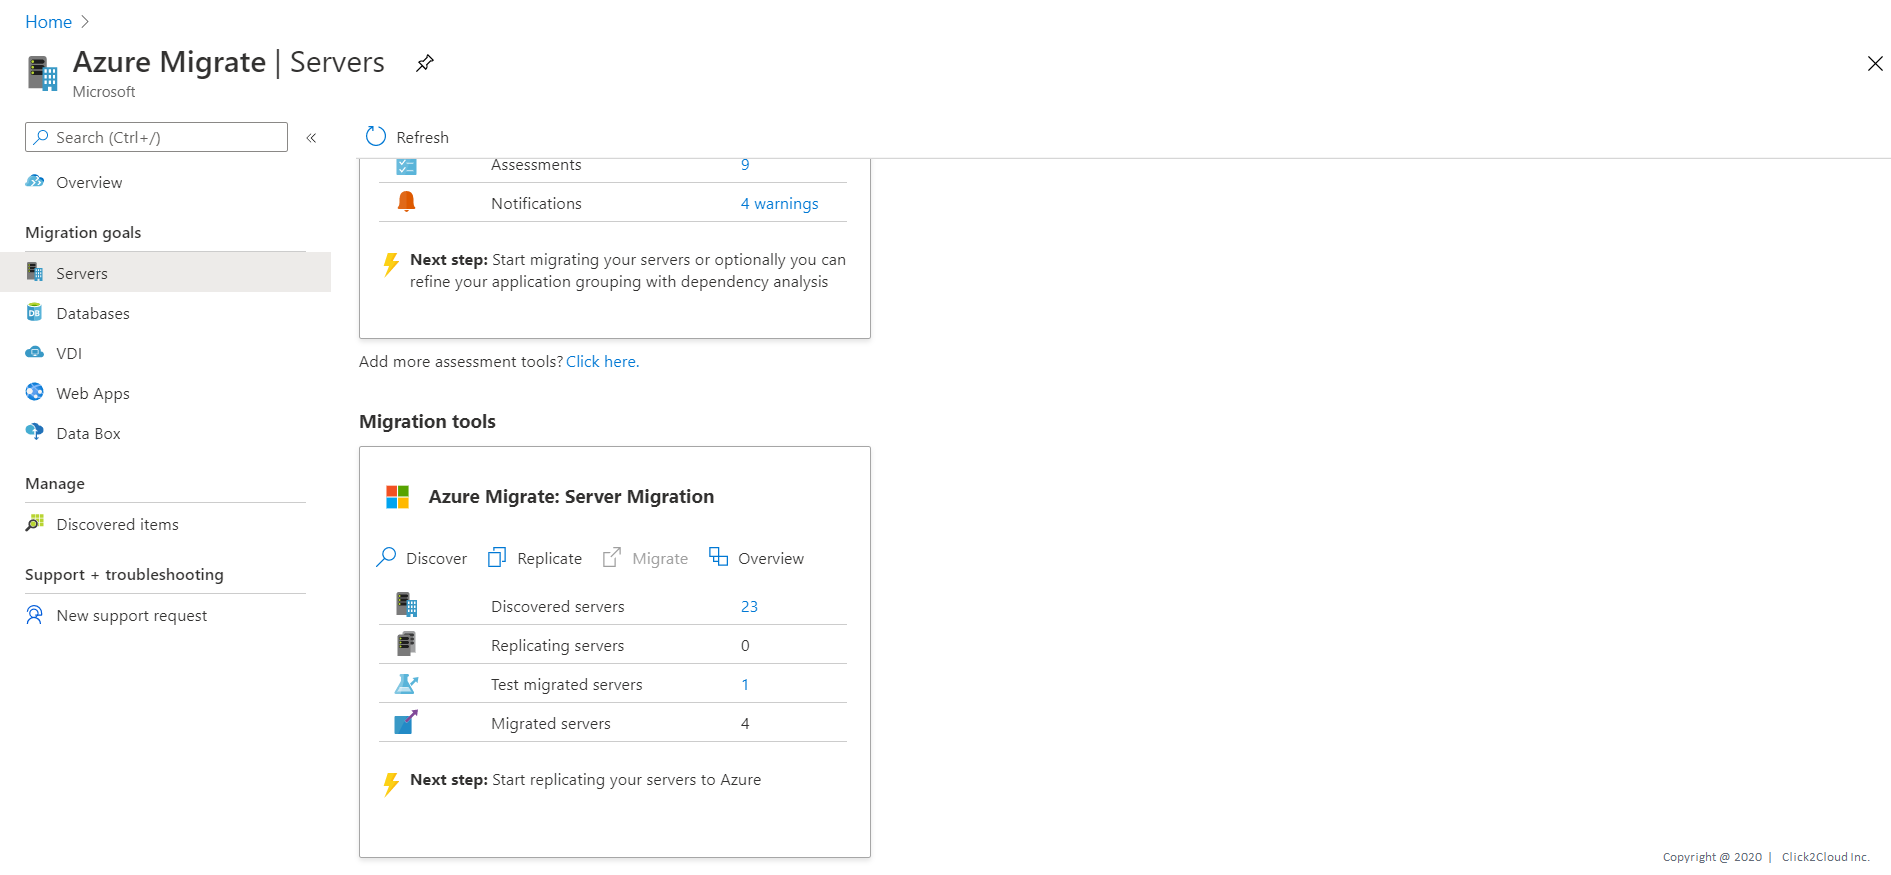 Home
Azure Migrate | Servers
Microsoft
Search (Ctrl+/)
«
Refresh
Overview
Migration goals
Servers
Databases
VDI
Web Apps
Data Box
Manage
Discovered items
Support + troubleshooting
New support request
Assessments 9
Notifications 4 warnings
Next step: Start migrating your servers or optionally you can
refine your application grouping with dependency analysis
Add more assessment tools? Click here.
Migration tools
Azure Migrate: Server Migration
Discover Replicate Migrate Overview
Discovered servers 23
Replicating servers 0
Test migrated servers 1
Migrated servers 4
Next step: Start replicating your servers to Azure
Copyright @ 2020 | Click2Cloud Inc.